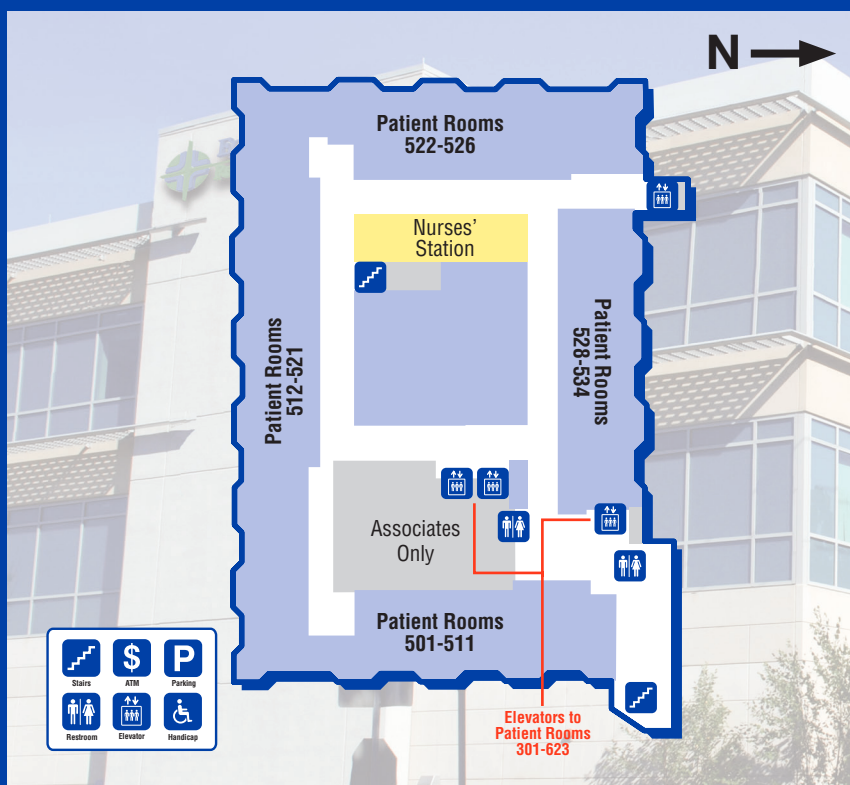 N
Patient Rooms
522-526
Nurses’
Station
Patient Rooms
512-521
Patient Rooms
528-534
Associates
Only
Patient Rooms
501-511
Elevators to
Patient Rooms
301-623
$
P
Stairs
ATM
Parking
Restroom
Elevator
Handicap